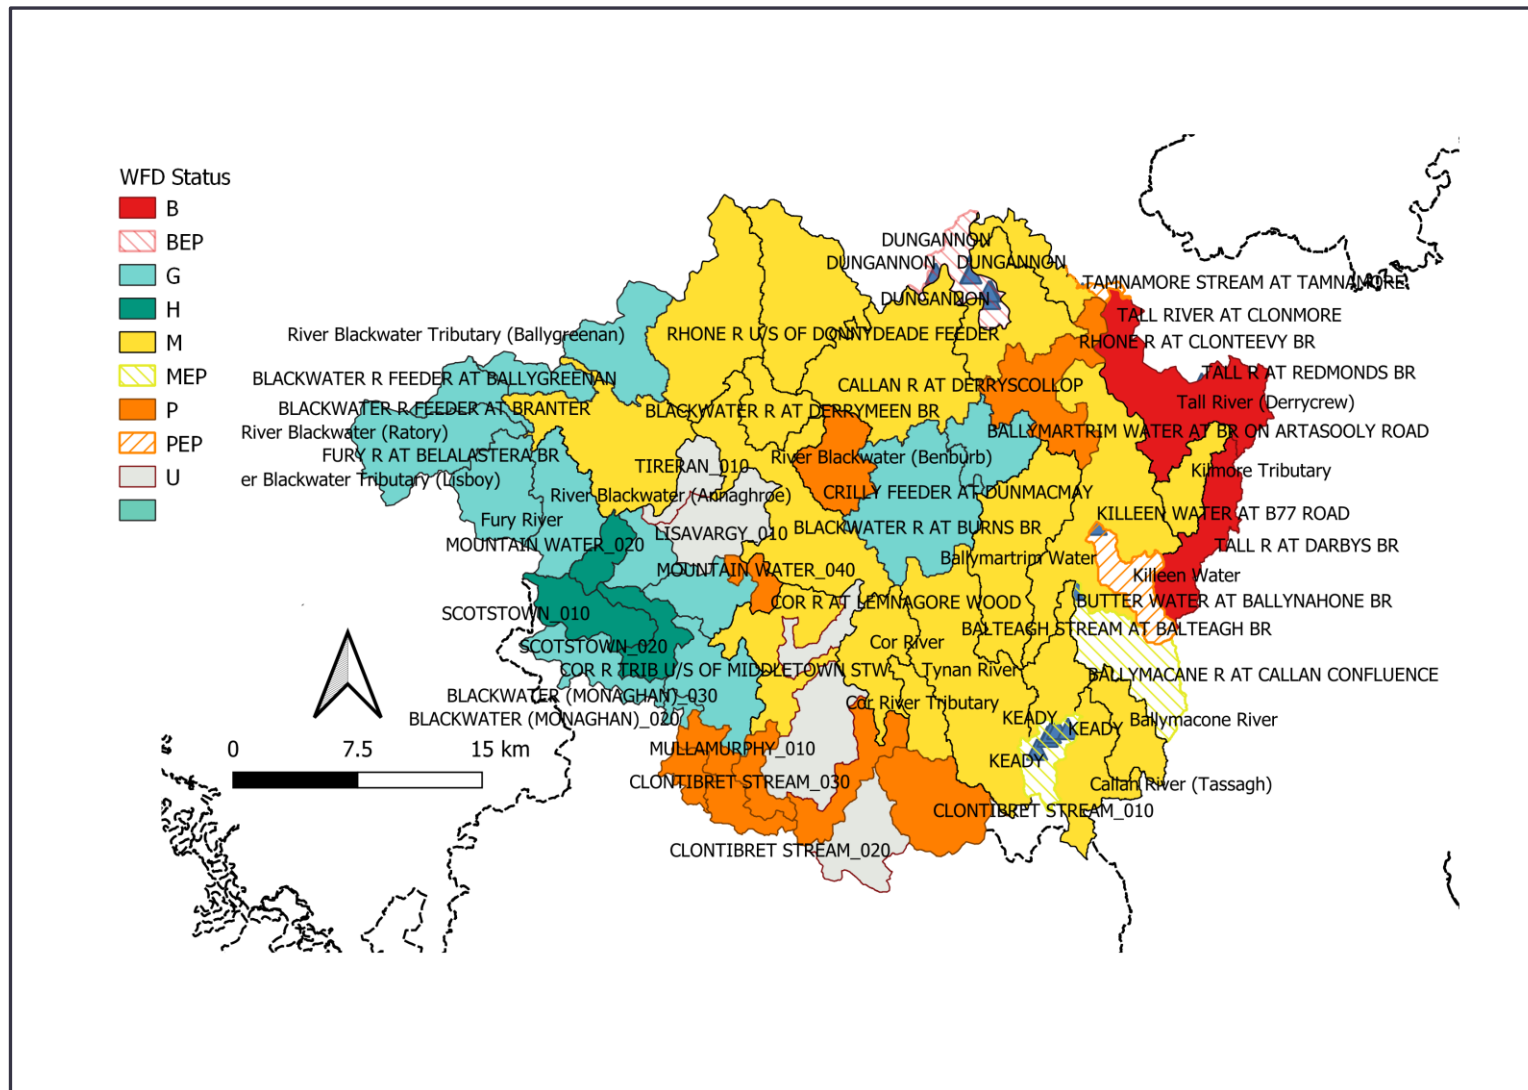 WFD Status
B
BEP
G
H
M
MEP
P
PEP
U
DUNGANNON
DUNGANNON
DUNGANNON
TAMNAMORE STREAM AT TAMNAMORE
DUNGANNON
TALL RIVER AT CLONMORE
River Blackwater Tributary (Ballygreenan)
RHONE R U/S OF DONNYDEADE FEEDER
RHONE R AT CLONTEEVY BR
TALL R AT REDMONDS BR
BLACKWATER R FEEDER AT BALLYGREENAN
CALLAN R AT DERRYSCOLLOP
Tall River (Derrycrew)
BLACKWATER R FEEDER AT BRANTER
BLACKWATER R AT DERRYMEEN BR
River Blackwater (Ratory)
BALLYMARTRIM WATER AT BR ON ARTASOOLY ROAD
FURY R AT BELALASTERA BR
River Blackwater (Benburb)
TIRERAN_010
Kilmore Tributary
er Blackwater Tributary (Lisboy)
River Blackwater (Annaghroe)
CRILLY FEEDER AT DUNMACMAY
Fury River
KILLEEN WATER AT B77 ROAD
LISAVARGY_010
BLACKWATER R AT BURNS BR
MOUNTAIN WATER_020
TALL R AT DARBYS BR
Ballymartrim Water
MOUNTAIN WATER_040
Killeen Water
COR R AT LEMNAGORE WOOD
BUTTER WATER AT BALLYNAHONE BR
SCOTSTOWN_010
BALTEAGH STREAM AT BALTEAGH BR
SCOTSTOWN_020
Cor River
COR R TRIB U/S OF MIDDLETOWN STW
Tynan River
BALLYMACANE R AT CALLAN CONFLUENCE
BLACKWATER (MONAGHAN)_030
Cor River Tributary
BLACKWATER (MONAGHAN)_020
KEADY
KEADY
Ballymacone River
MULLAMURPHY_010
KEADY
CLONTIBRET STREAM_030
Callan River (Tassagh)
CLONTIBRET STREAM_010
CLONTIBRET STREAM_020
0 7.5 15 km